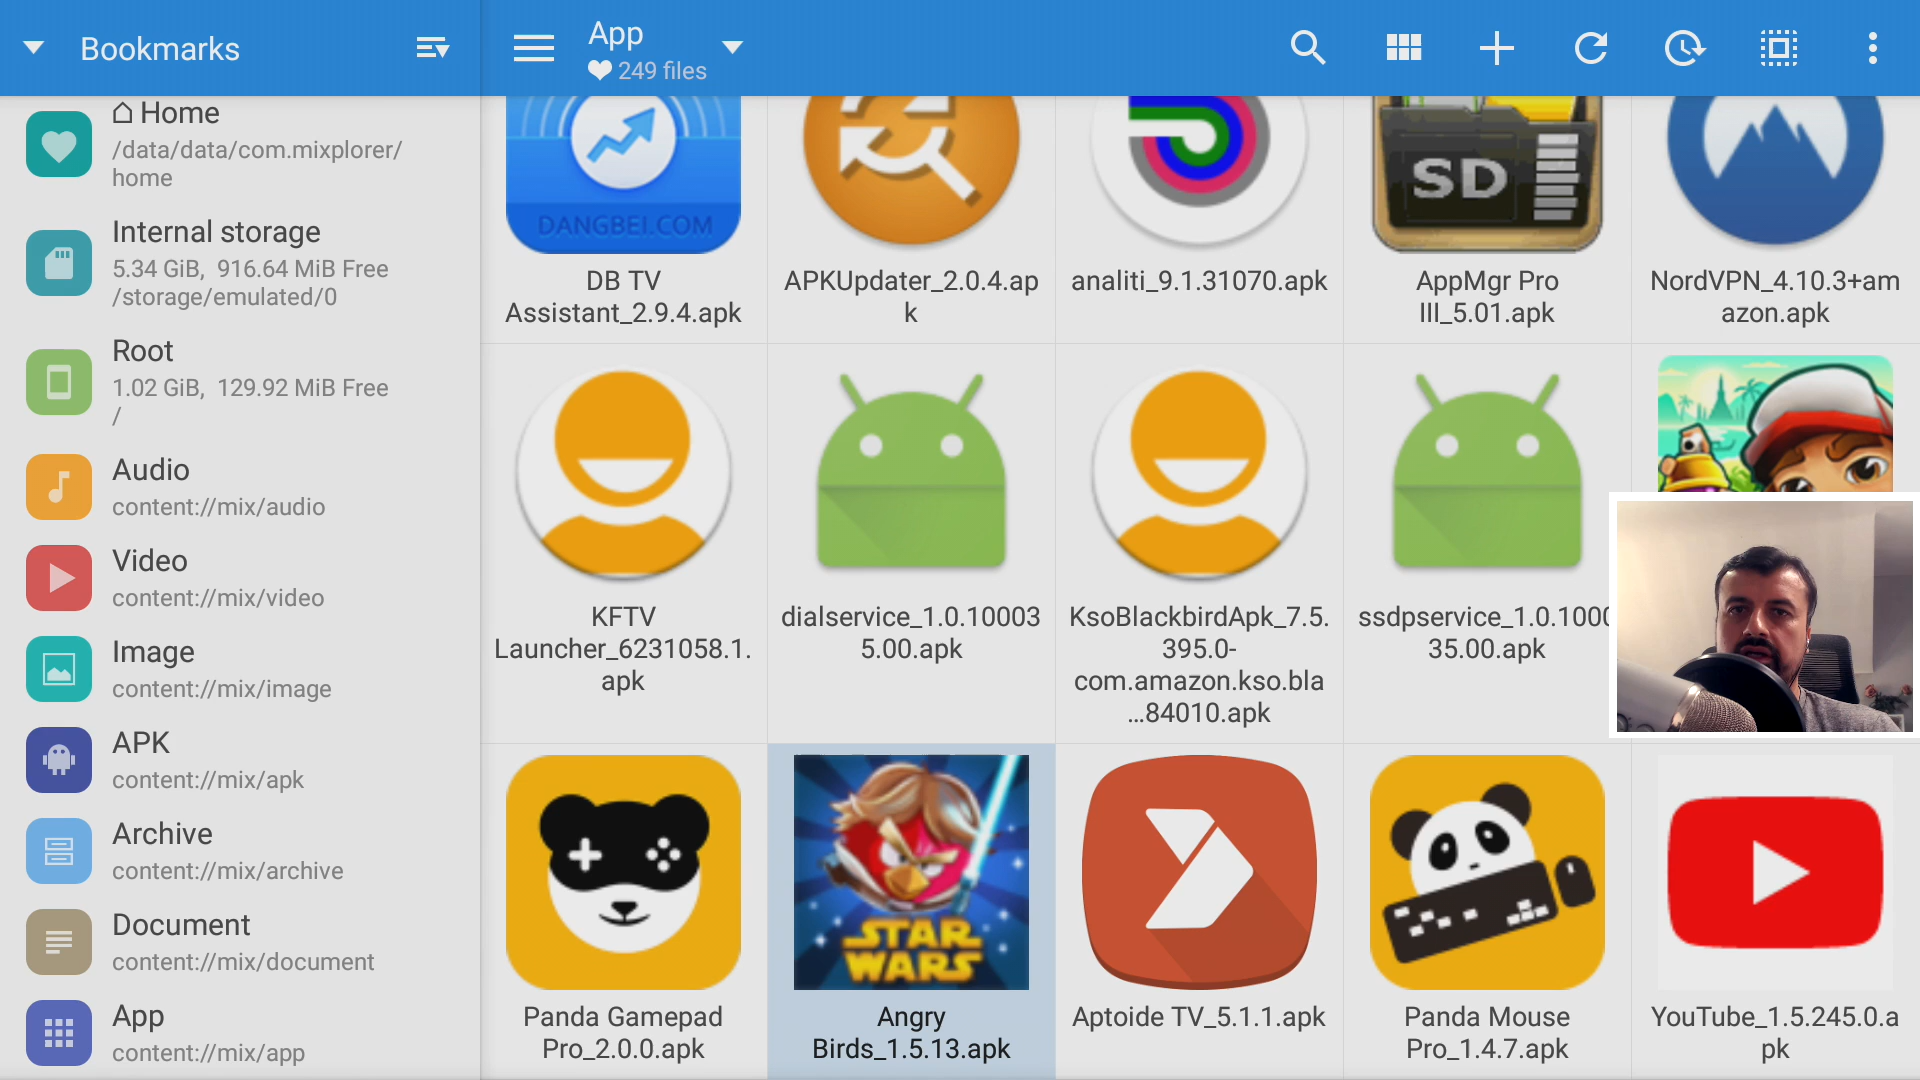 Bookmarks
App
249 files
Home
/data/data/com.mixplorer/
home
Internal storage
5.34 GiB, 916.64 MiB Free
/storage/emulated/0
Root
1.02 GiB, 129.92 MiB Free
/
Audio
content://mix/audio
Video
content://mix/video
Image
content://mix/image
APK
content://mix/apk
Archive
content://mix/archive
Document
content://mix/document
App
content://mix/app
DANGBEI.COM
SD
DB TV
Assistant_2.9.4.apk
APKUpdater_2.0.4.ap
k
analiti_9.1.31070.apk
AppMgr Pro
III_5.01.apk
NordVPN_4.10.3+am
azon.apk
KFTV
Launcher_6231058.1.
apk
dialservice_1.0.10003
5.00.apk
KsoBlackbirdApk_7.5.
395.0-
com.amazon.kso.bla
...84010.apk
ssdpservice_1.0.1000
35.00.apk
STAR
WARS
Panda Gamepad
Pro_2.0.0.apk
Angry
Birds_1.5.13.apk
Aptoide TV_5.1.1.apk
Panda Mouse
Pro_1.4.7.apk
YouTube_1.5.245.0.a
pk